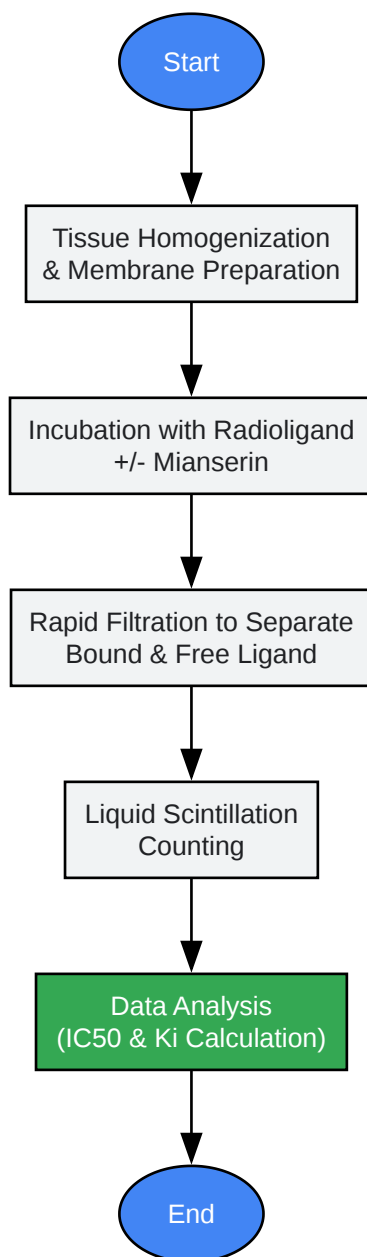 Start
Tissue Homogenization
& Membrane Preparation
Incubation with Radioligand
+/- Mianserin
Rapid Filtration to Separate
Bound & Free Ligand
Liquid Scintillation
Counting
Data Analysis
(IC50 & Ki Calculation)
End